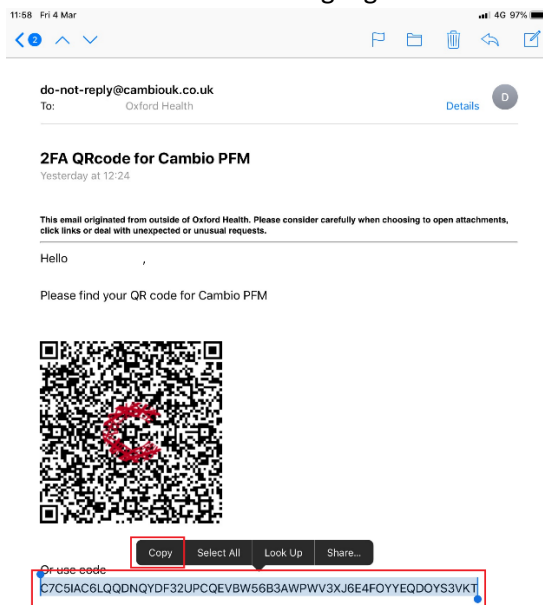 11:58 Fri 4 Mar 4G 97%
2
do-not-reply@cambiouk.co.uk
D
To: Oxford Health Details
2FA QRcode for Cambio PFM
Yesterday at 12:24
This email originated from outside of Oxford Health. Please consider carefully when choosing to open attachments,
click links or deal with unexpected or unusual requests.
Hello ,
Please find your QR code for Cambio PFM
Copy Select All Look Up Share...
Or use code
C7C5IAC6LQQDNQYDF32UPCQEVBW56B3AWPWV3XJ6E4FOYYEQDOYS3VKT